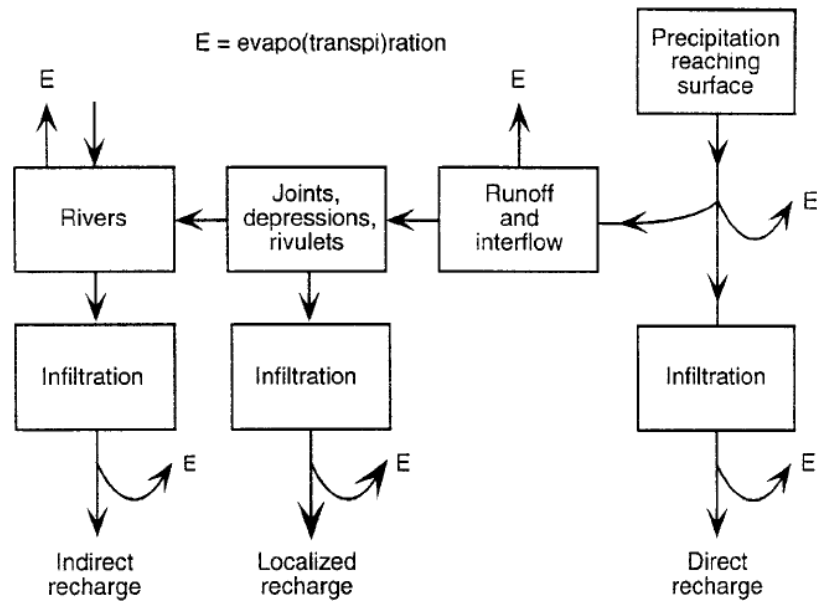 E = evapo(transpi)ration
Precipitation
reaching
surface
E
E
Rivers
Joints,
depressions,
rivulets
Runoff
and
interflow
E
Infiltration
Infiltration
Infiltration
E
E
E
Indirect
recharge
Localized
recharge
Direct
recharge